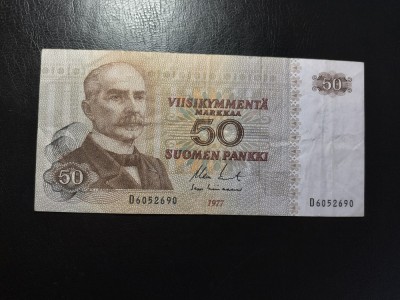 VIISIKYMMENTÄ
MARKKAA
50
SUOMEN PANKKI
50
50
D6052690
1977
D6052690